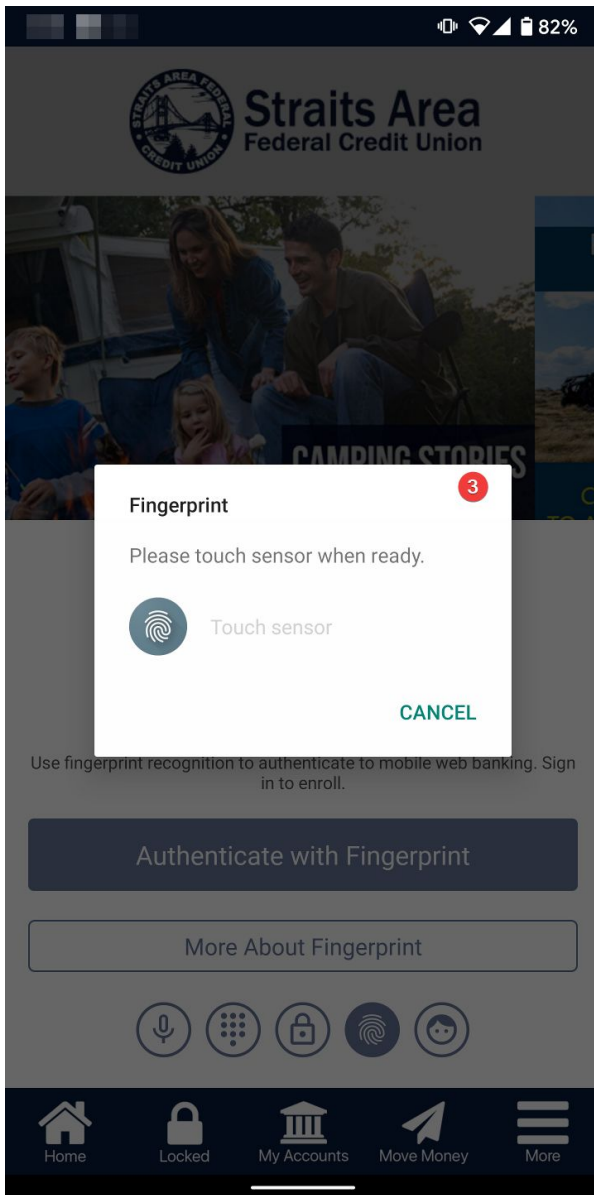 82%
STRAITS AREA FEDERAL
CREDIT UNION
Straits Area
Federal Credit Union
CAMPING STORIES
3
Fingerprint
Please touch sensor when ready.
Touch sensor
CANCEL
Use fingerprint recognition to authenticate to mobile web banking. Sign
in to enroll.
Authenticate with Fingerprint
More About Fingerprint
Home
Locked
My Accounts
Move Money
More